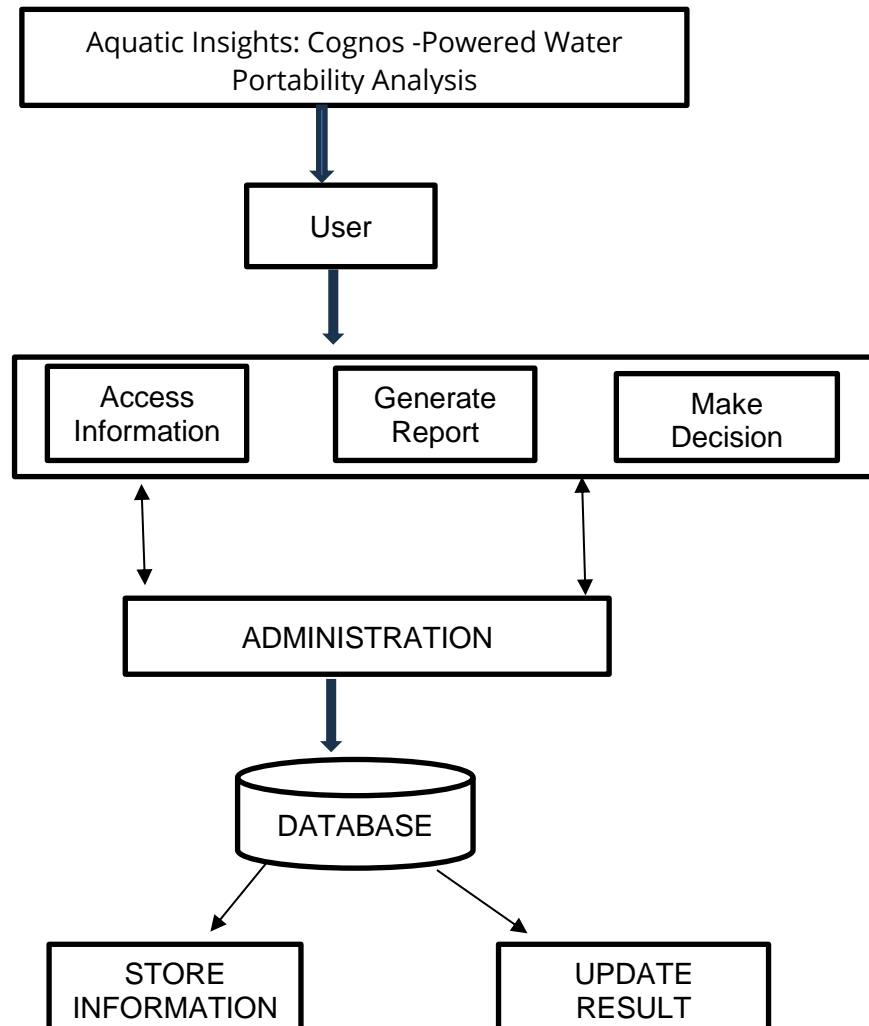 Aquatic Insights: Cognos -Powered Water
Portability Analysis
User
Access
Information
Generate
Report
Make
Decision
ADMINISTRATION
DATABASE
STORE
INFORMATION
UPDATE
RESULT